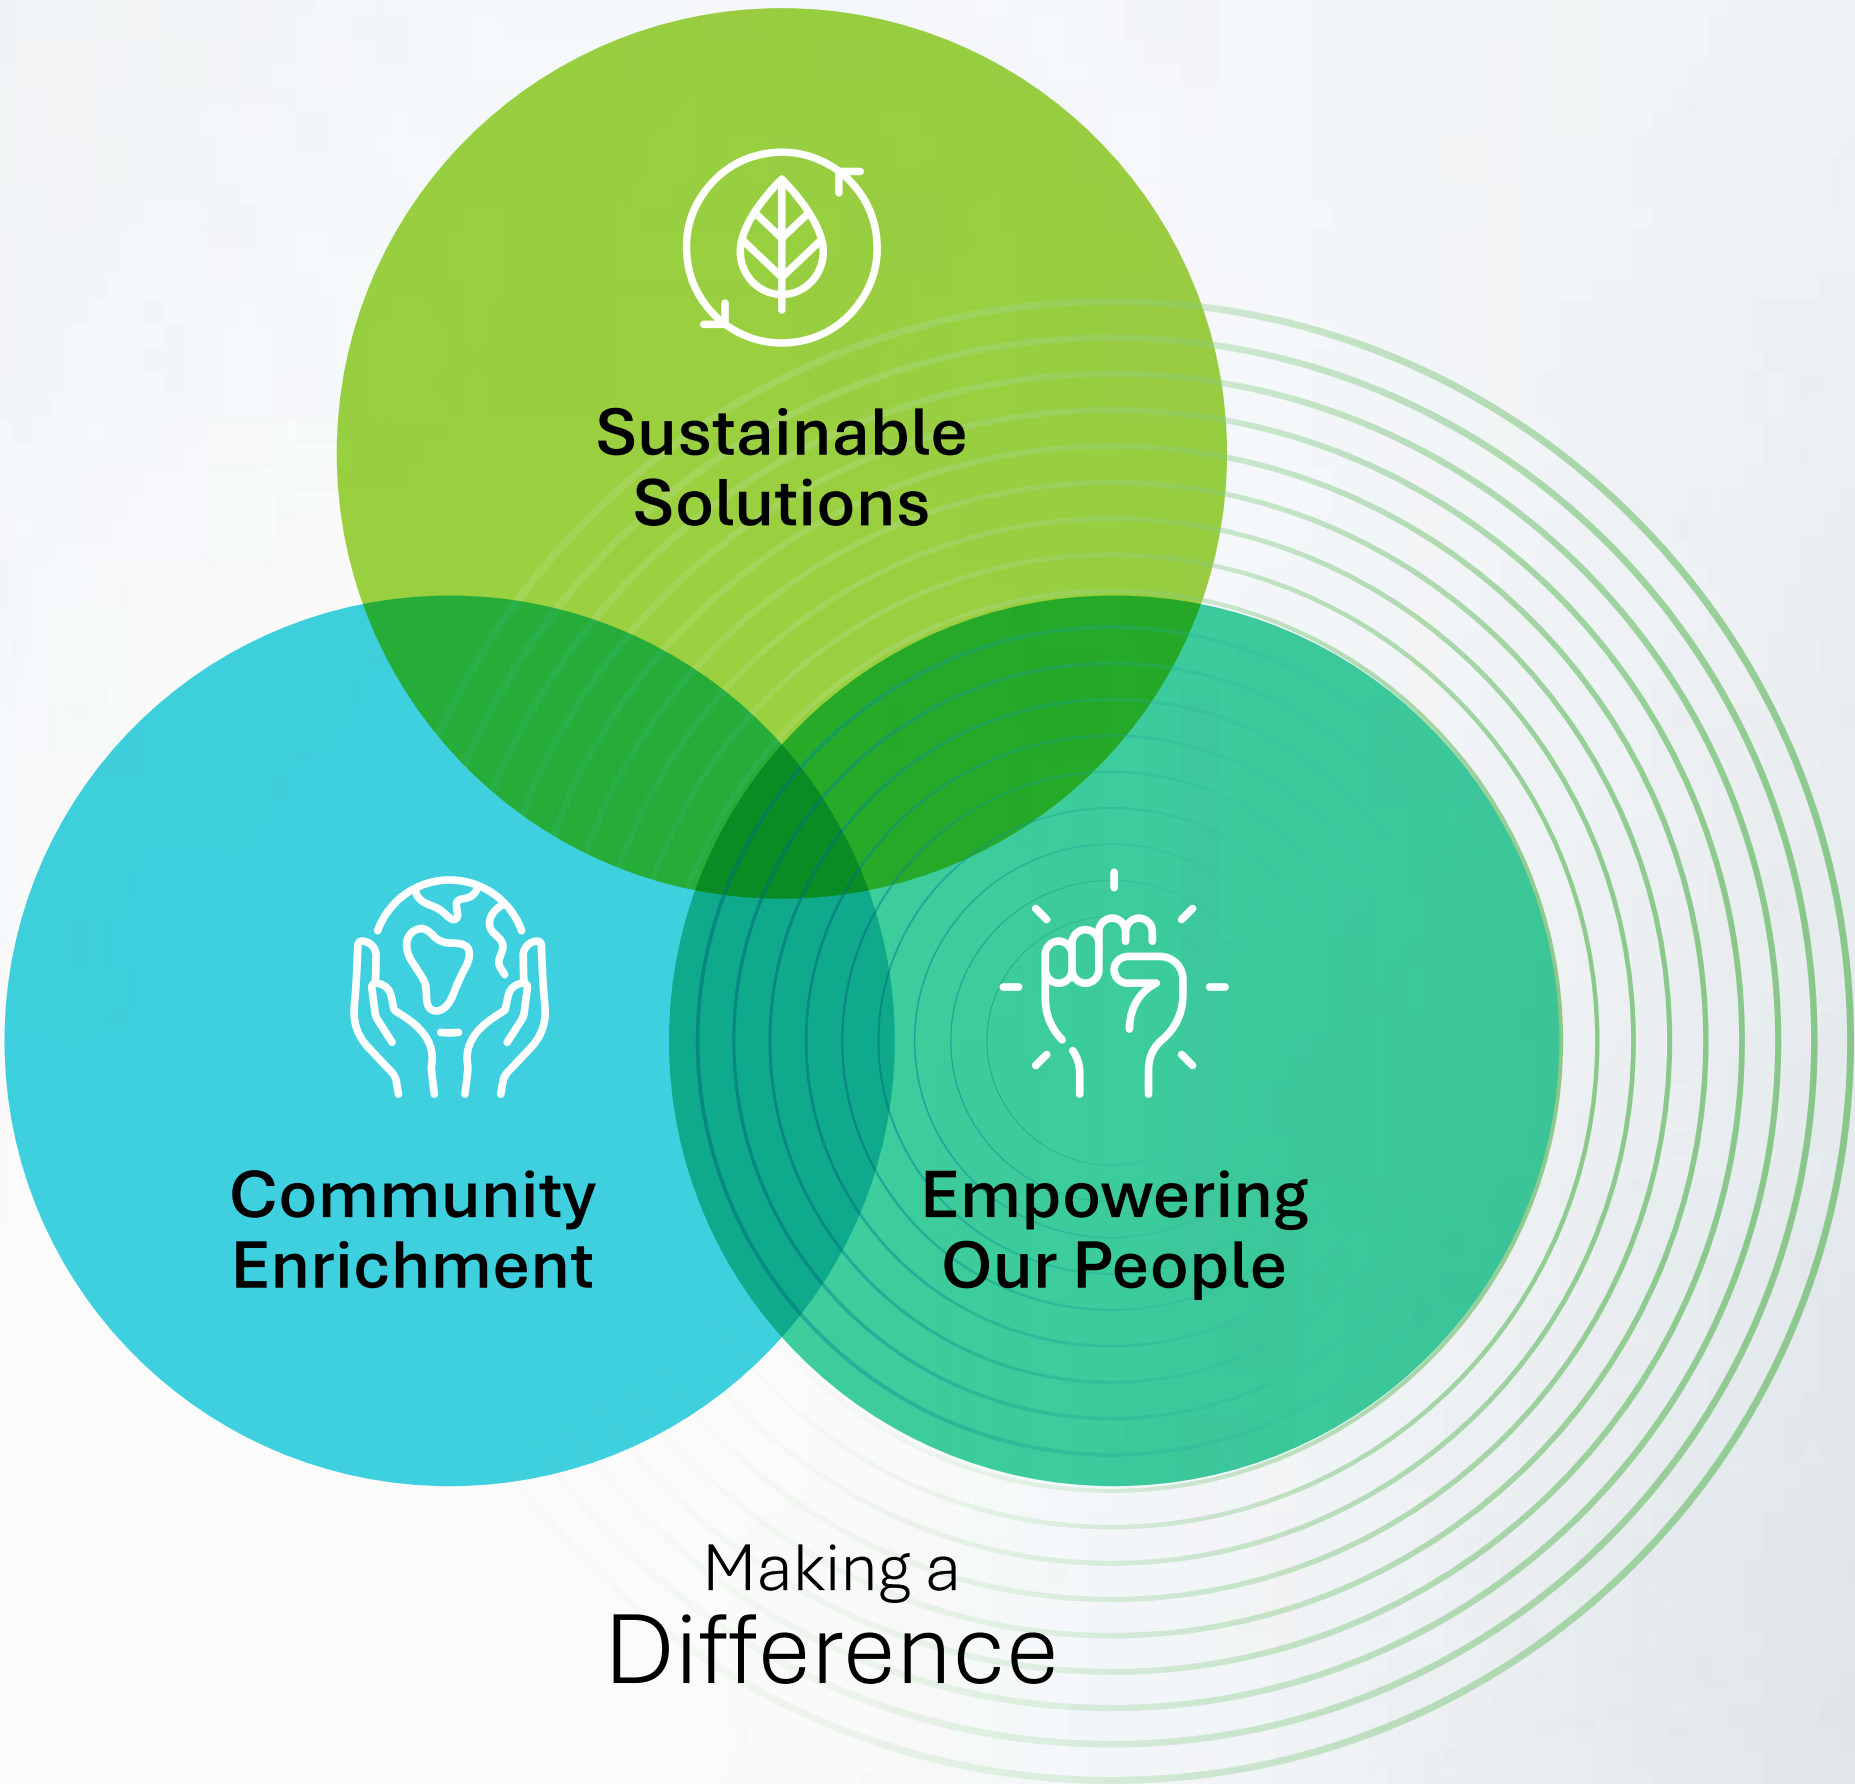 Sustainable
Solutions
Community
Enrichment
Empowering
Our People
Making a
Difference